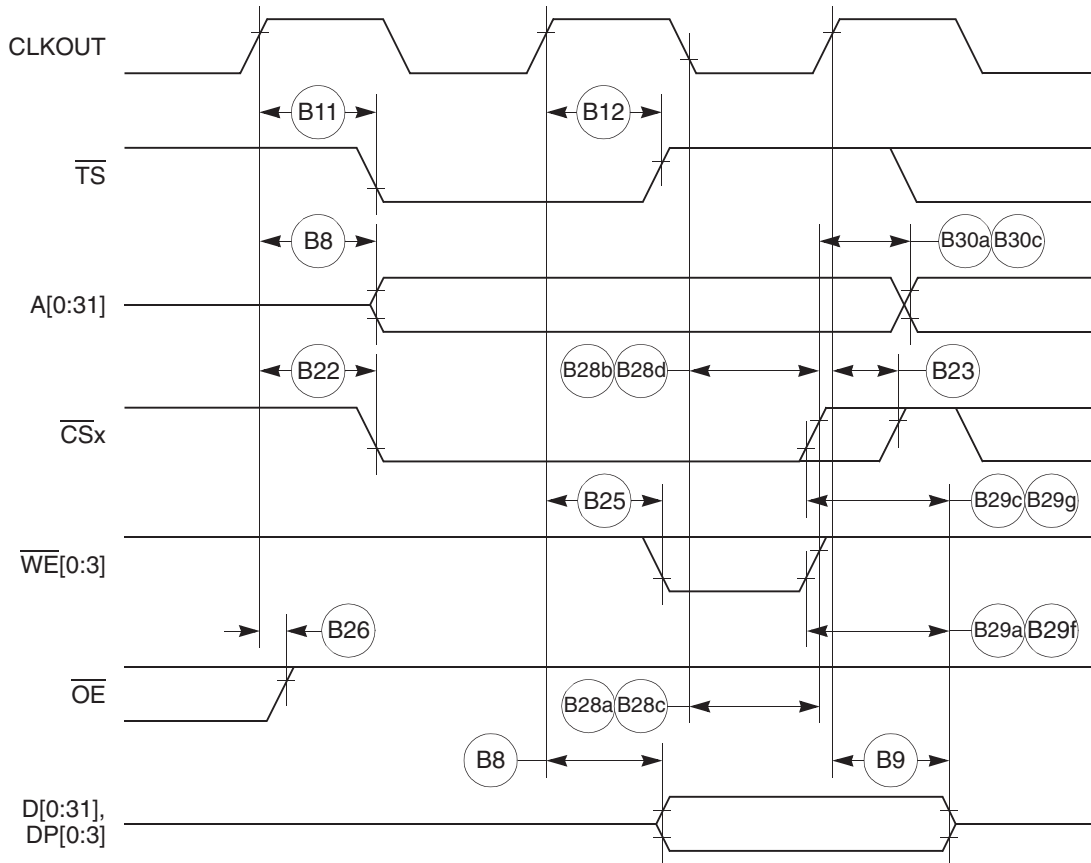 CLKOUT
B11
B12
TS
B8
B30a B30c
A[0:31]
B22
B28b B28d
B23
CSx
B25
B29c B29g
WE[0:3]
B26
B29a B29f
OE
B28a B28c
B8
B9
D[0:31],
DP[0:3]